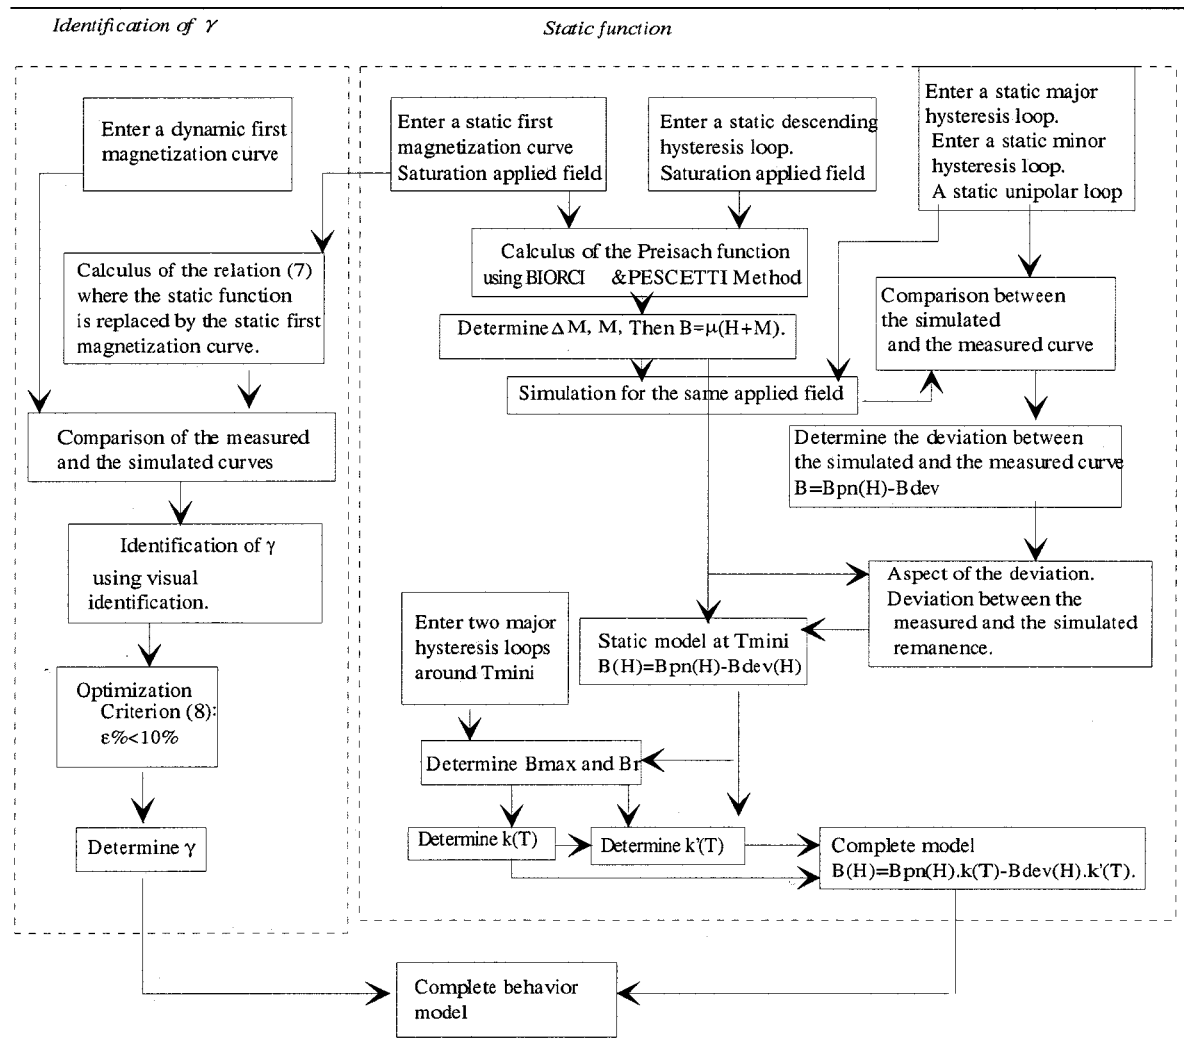 Identification of γ
Static function
Enter a dynamic first
magnetization curve
Enter a static first
magnetization curve
Saturation applied field
Enter a static descending
hysteresis loop.
Saturation applied field
Enter a static major
hysteresis loop.
Enter a static minor
hysteresis loop.
A static unipolar loop
Calculus of the relation (7)
where the static function
is replaced by the static first
magnetization curve.
Calculus of the Preisach function
using BIORCI &PESCETTI Method
Determine ΔM, M, Then B=μ(H+M).
Simulation for the same applied field
Comparison between
the simulated
and the measured curve
Comparison of the measured
and the simulated curves
Determine the deviation between
the simulated and the measured curve
B=Bpn(H)-Bdev
Identification of γ
using visual
identification.
Aspect of the deviation.
Deviation between the
measured and the simulated
remanence.
Enter two major
hysteresis loops
around Tmini
Static model at Tmini
B(H)=Bpn(H)-Bdev(H)
Optimization
Criterion (8):
ε%<10%
Determine Bmax and Br
Determine γ
Determine k(T)
Determine k'(T)
Complete model
B(H)=Bpn(H).k(T)-Bdev(H).k'(T).
Complete behavior
model